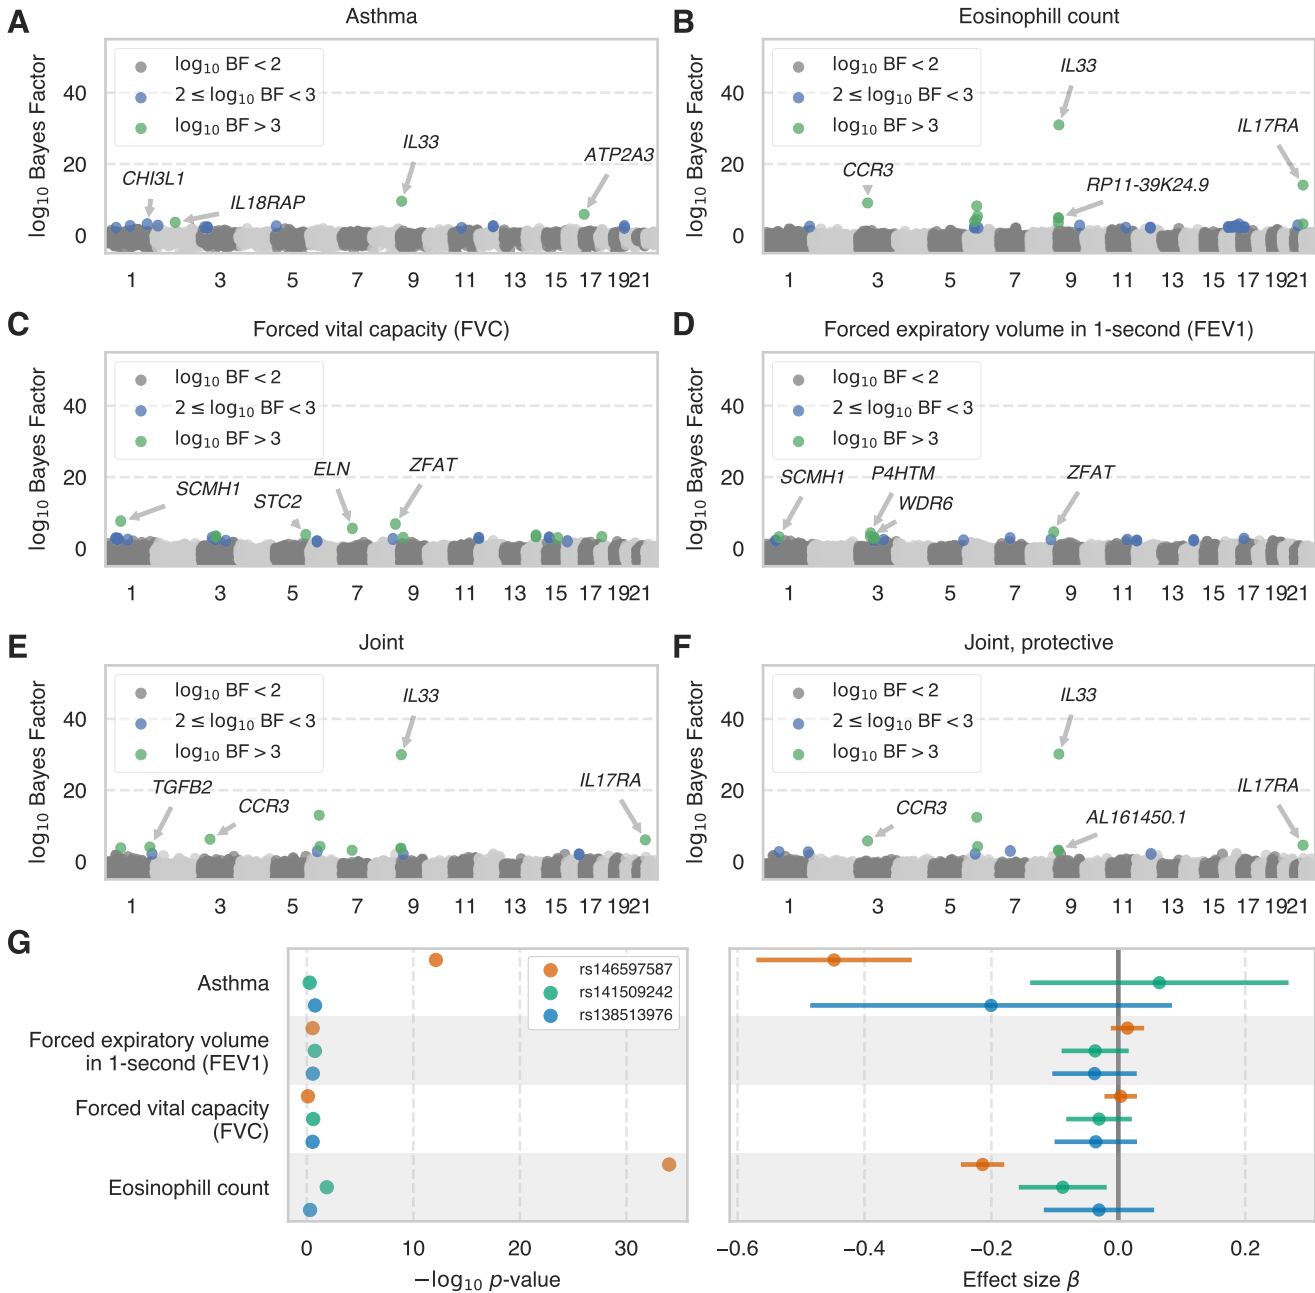 A
Asthma
log₁₀ Bayes Factor
40
20
0
log₁₀ BF < 2
2 ≤ log₁₀ BF < 3
log₁₀ BF > 3
CHI3L1
IL18RAP
IL33
ATP2A3
1 3 5 7 9 11 13 15 17 19 21
B
Eosinophill count
log₁₀ Bayes Factor
40
20
0
log₁₀ BF < 2
2 ≤ log₁₀ BF < 3
log₁₀ BF > 3
IL33
IL17RA
CCR3
RP11-39K24.9
1 3 5 7 9 11 13 15 17 19 21
C
Forced vital capacity (FVC)
log₁₀ Bayes Factor
40
20
0
log₁₀ BF < 2
2 ≤ log₁₀ BF < 3
log₁₀ BF > 3
SCMH1
STC2
ELN
ZFAT
1 3 5 7 9 11 13 15 17 19 21
D
Forced expiratory volume in 1-second (FEV1)
log₁₀ Bayes Factor
40
20
0
log₁₀ BF < 2
2 ≤ log₁₀ BF < 3
log₁₀ BF > 3
SCMH1
P4HTM
WDR6
ZFAT
1 3 5 7 9 11 13 15 17 19 21
E
Joint
log₁₀ Bayes Factor
40
20
0
log₁₀ BF < 2
2 ≤ log₁₀ BF < 3
log₁₀ BF > 3
TGFB2
CCR3
IL33
IL17RA
1 3 5 7 9 11 13 15 17 19 21
F
Joint, protective
log₁₀ Bayes Factor
40
20
0
log₁₀ BF < 2
2 ≤ log₁₀ BF < 3
log₁₀ BF > 3
IL33
IL17RA
CCR3
AL161450.1
1 3 5 7 9 11 13 15 17 19 21
G
Asthma
Forced expiratory volume
in 1-second (FEV1)
Forced vital capacity
(FVC)
Eosinophill count
rs146597587
rs141509242
rs138513976
0 10 20 30
−log₁₀ p-value
−0.6 −0.4 −0.2 0.0 0.2
Effect size β